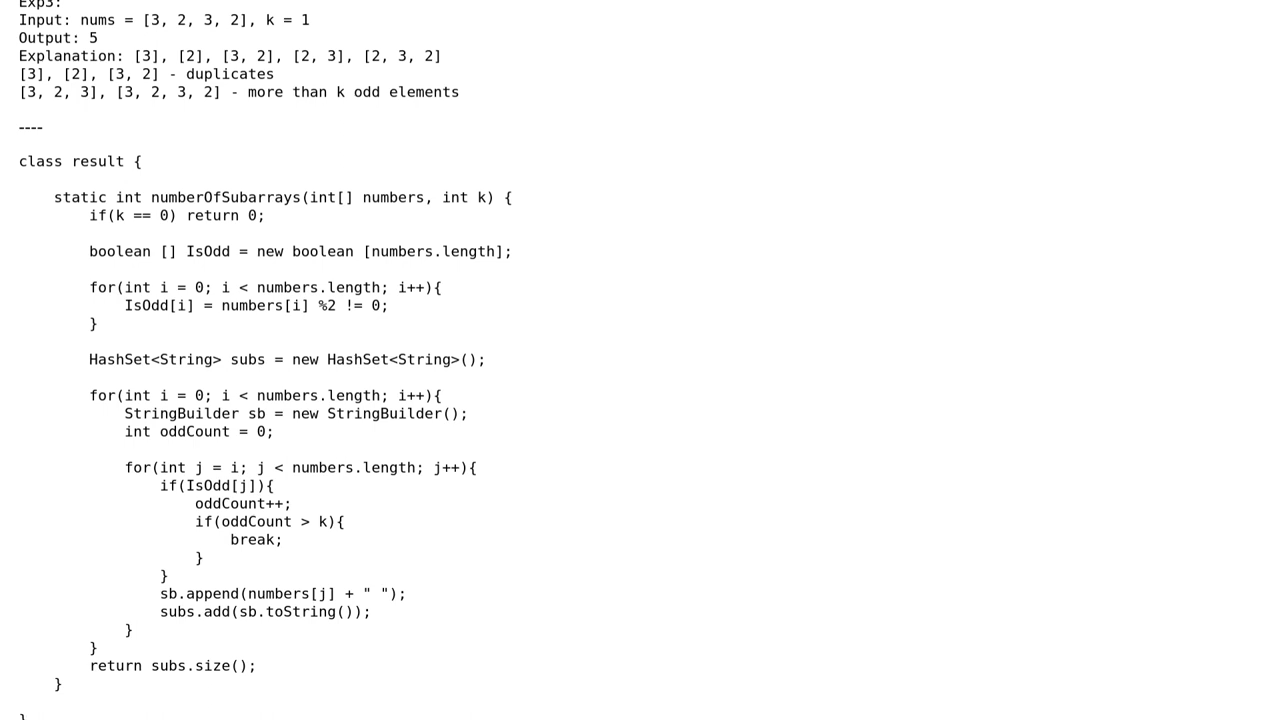 Exp3:
Input: nums = [3, 2, 3, 2], k = 1
Output: 5
Explanation: [3], [2], [3, 2], [2, 3], [2, 3, 2]
[3], [2], [3, 2] - duplicates
[3, 2, 3], [3, 2, 3, 2] - more than k odd elements
----
class result {
static int numberOfSubarrays(int[] numbers, int k) {
if(k == 0) return 0;
boolean [] IsOdd = new boolean [numbers.length];
for(int i = 0; i < numbers.length; i++){
IsOdd[i] = numbers[i] %2 != 0;
}
HashSet<String> subs = new HashSet<String>();
for(int i = 0; i < numbers.length; i++){
StringBuilder sb = new StringBuilder();
int oddCount = 0;
for(int j = i; j < numbers.length; j++){
if(IsOdd[j]){
oddCount++;
if(oddCount > k){
break;
}
}
sb.append(numbers[j] + " ");
subs.add(sb.toString());
}
}
return subs.size();
}
}